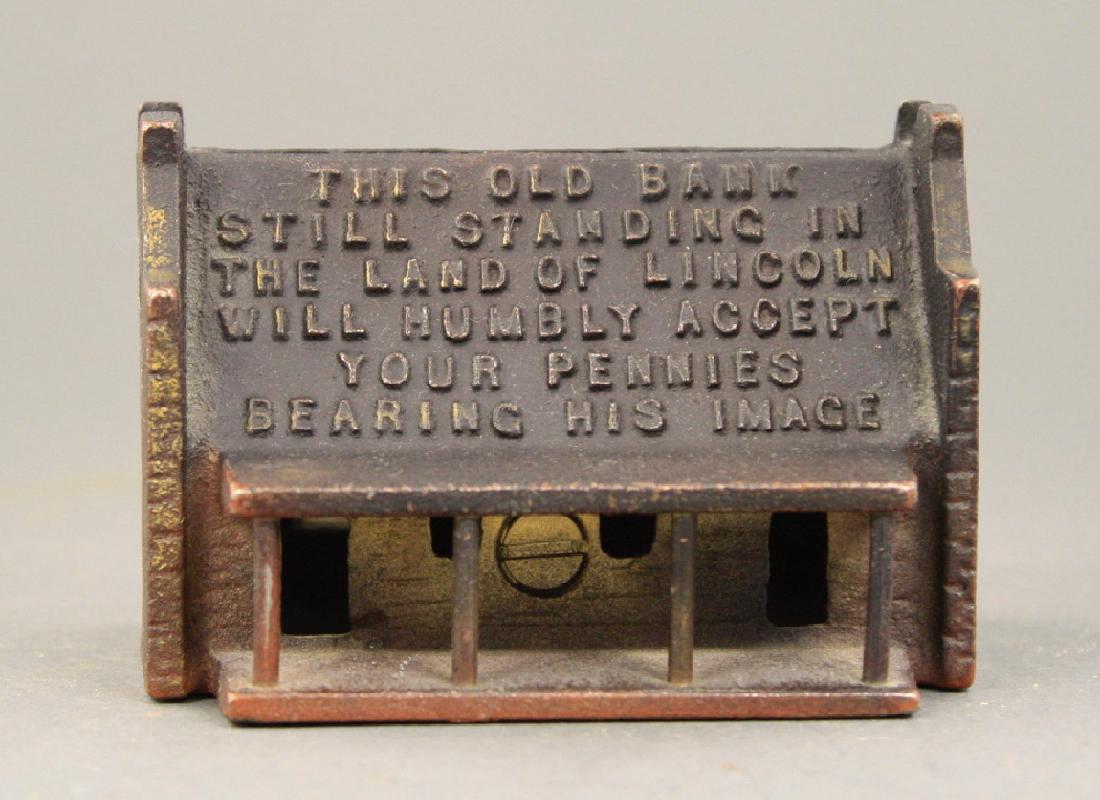 THIS OLD BANK
STILL STANDING IN
THE LAND OF LINCOLN
WILL HUMBLY ACCEPT
YOUR PENNIES
BEARING HIS IMAGE